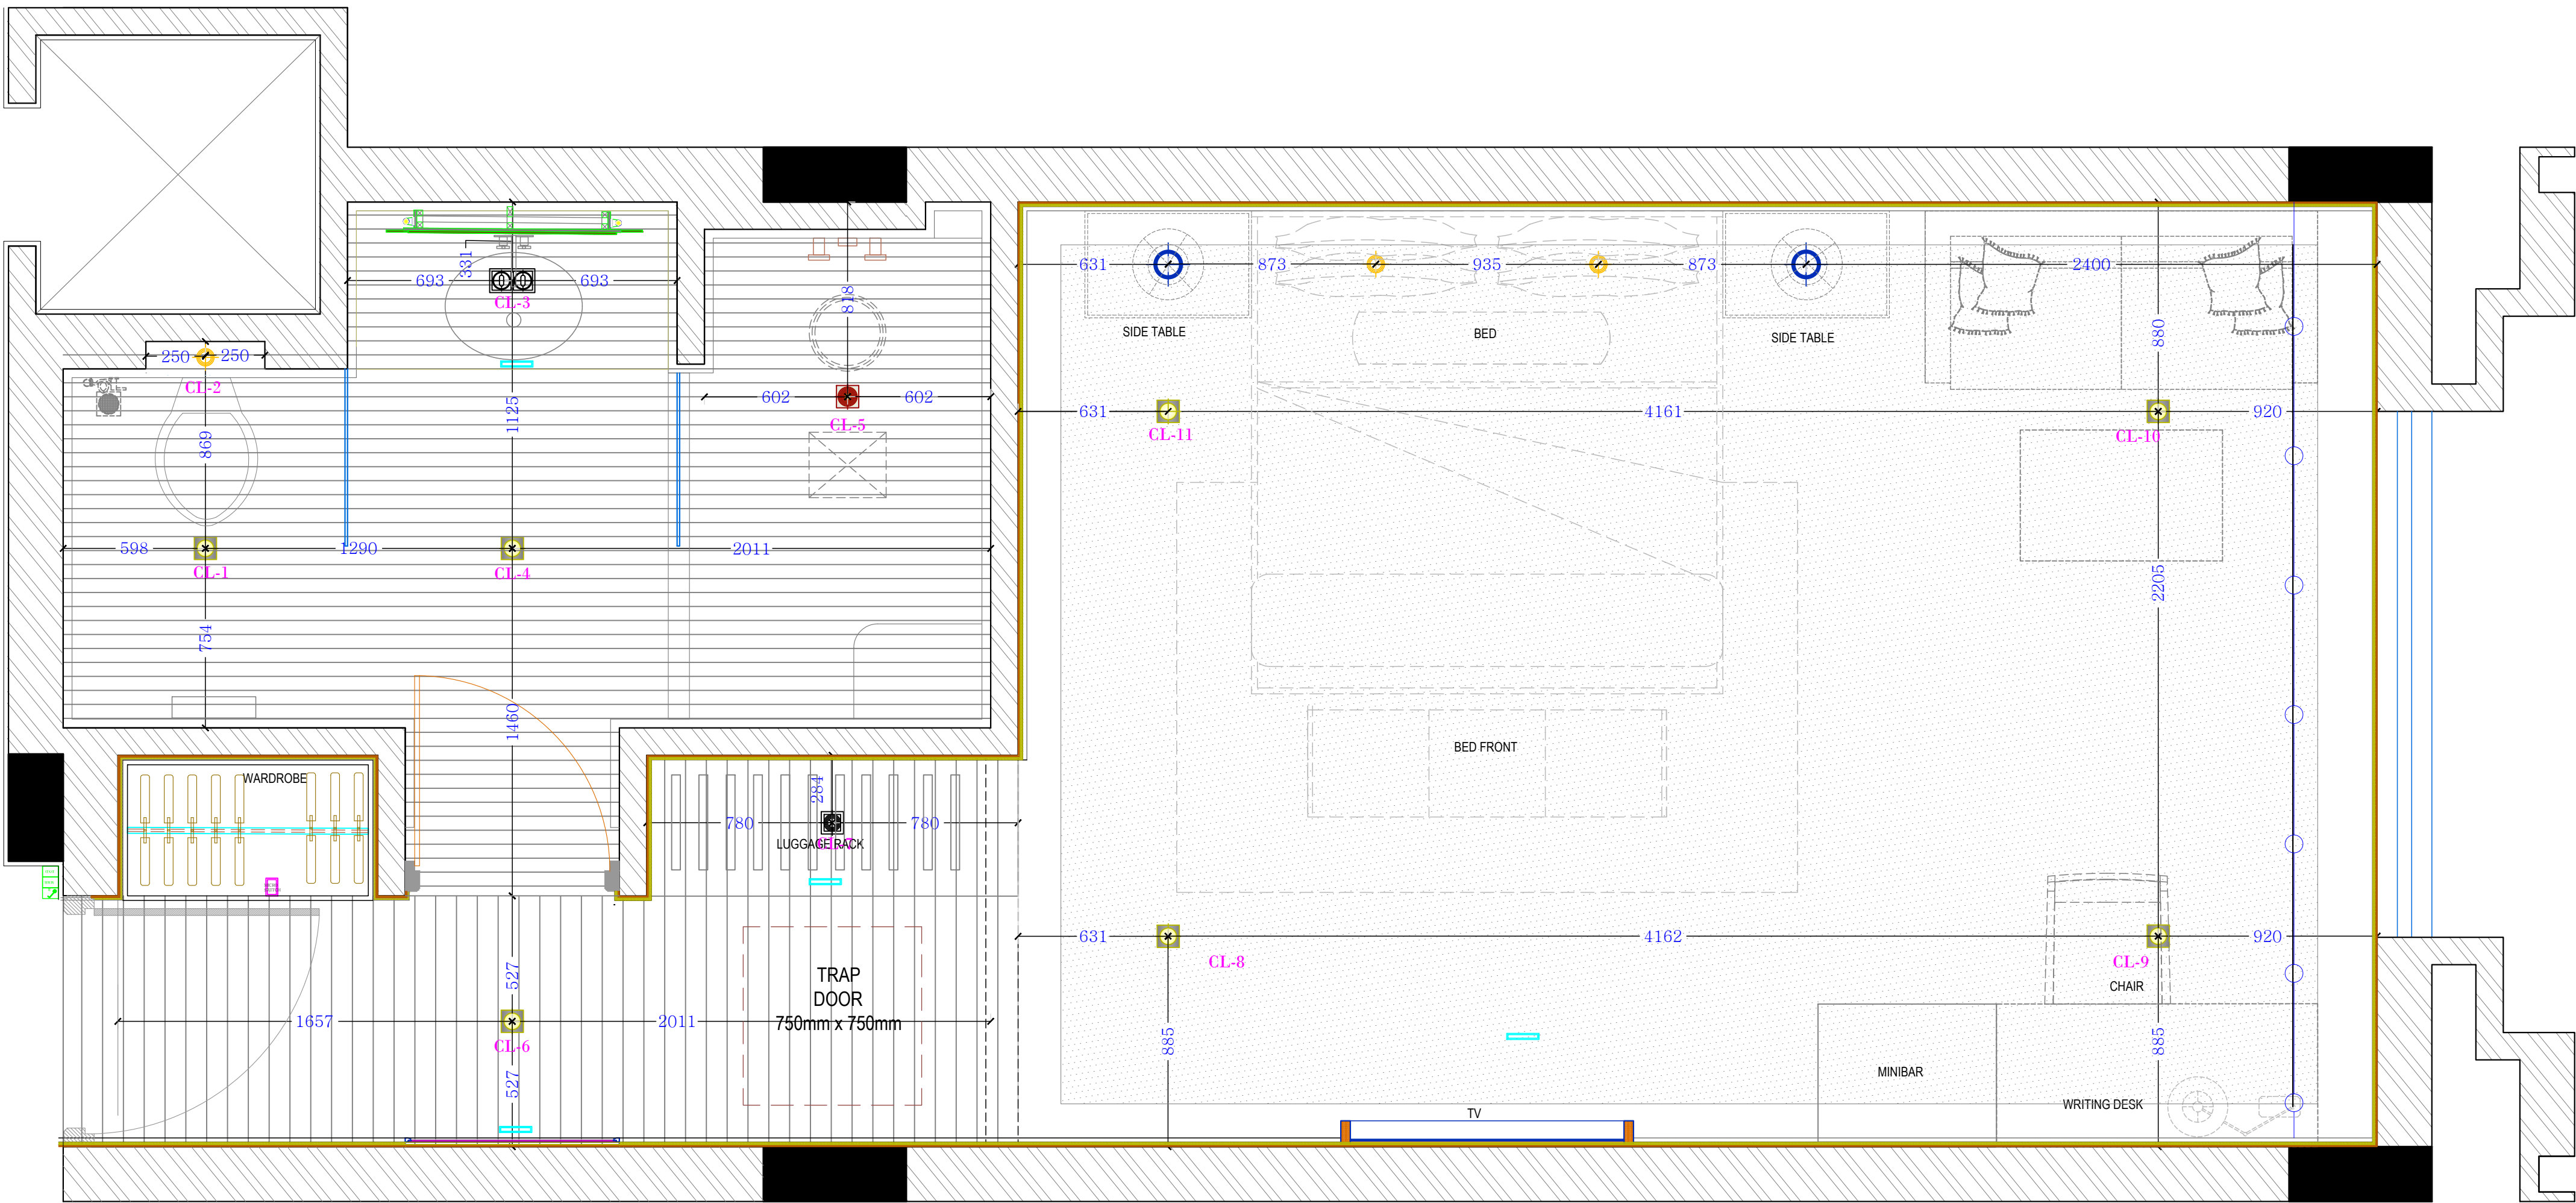 331
693
693
CL-3
818
631
873
935
873
2400
SIDE TABLE
BED
SIDE TABLE
880
250
250
CL-2
602
602
CL-5
1125
869
631
4161
920
CL-11
CL-10
598
1290
2011
CL-1
CL-4
2205
754
1460
BED FRONT
WARDROBE
284
780
780
LUGGAGE RACK
CL-7
631
4162
920
CL-8
CL-9
TRAP
DOOR
750mm x 750mm
CHAIR
527
1657
2011
CL-6
527
885
885
MINIBAR
WRITING DESK
TV